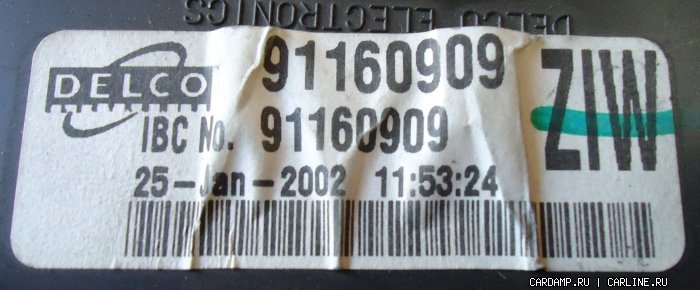 DELCO ELECTRONICS
DELCO
91160909
ZIW
IBC No. 91160909
25-Jan-2002 11:53:24
CARDAMP.RU | CARLINE.RU